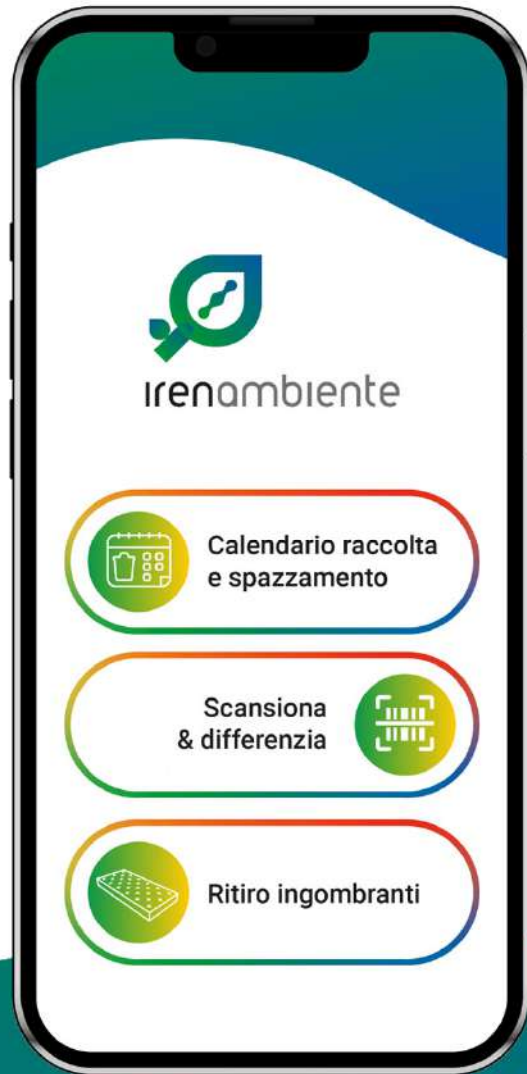 irenambiente
Calendario raccolta
e spazzamento
Scansiona
& differenzia
Ritiro ingombranti